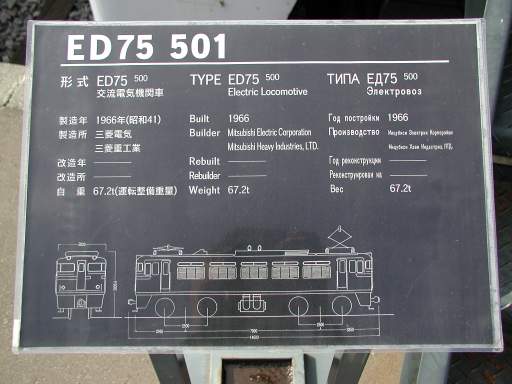 ED75 501
形式 ED75 500 TYPE ED75 500 ТИПА ЕД75 500
交流電気機関車 Electric Locomotive Электровоз
製造年 1966年(昭和41) Built 1966 Год постройки 1966
製造所 三菱電気 Builder Mitsubishi Electric Corporation Производство Мицубиси Электрик Корпорейшн
三菱重工業 Mitsubishi Heavy Industries, LTD.
改造年 —— Rebuilt —— Год реконструкции ——
改造所 —— Rebuilder —— Реконструирован на ——
自重 67.2t(運転整備重量) Weight 67.2t Вес 67.2t